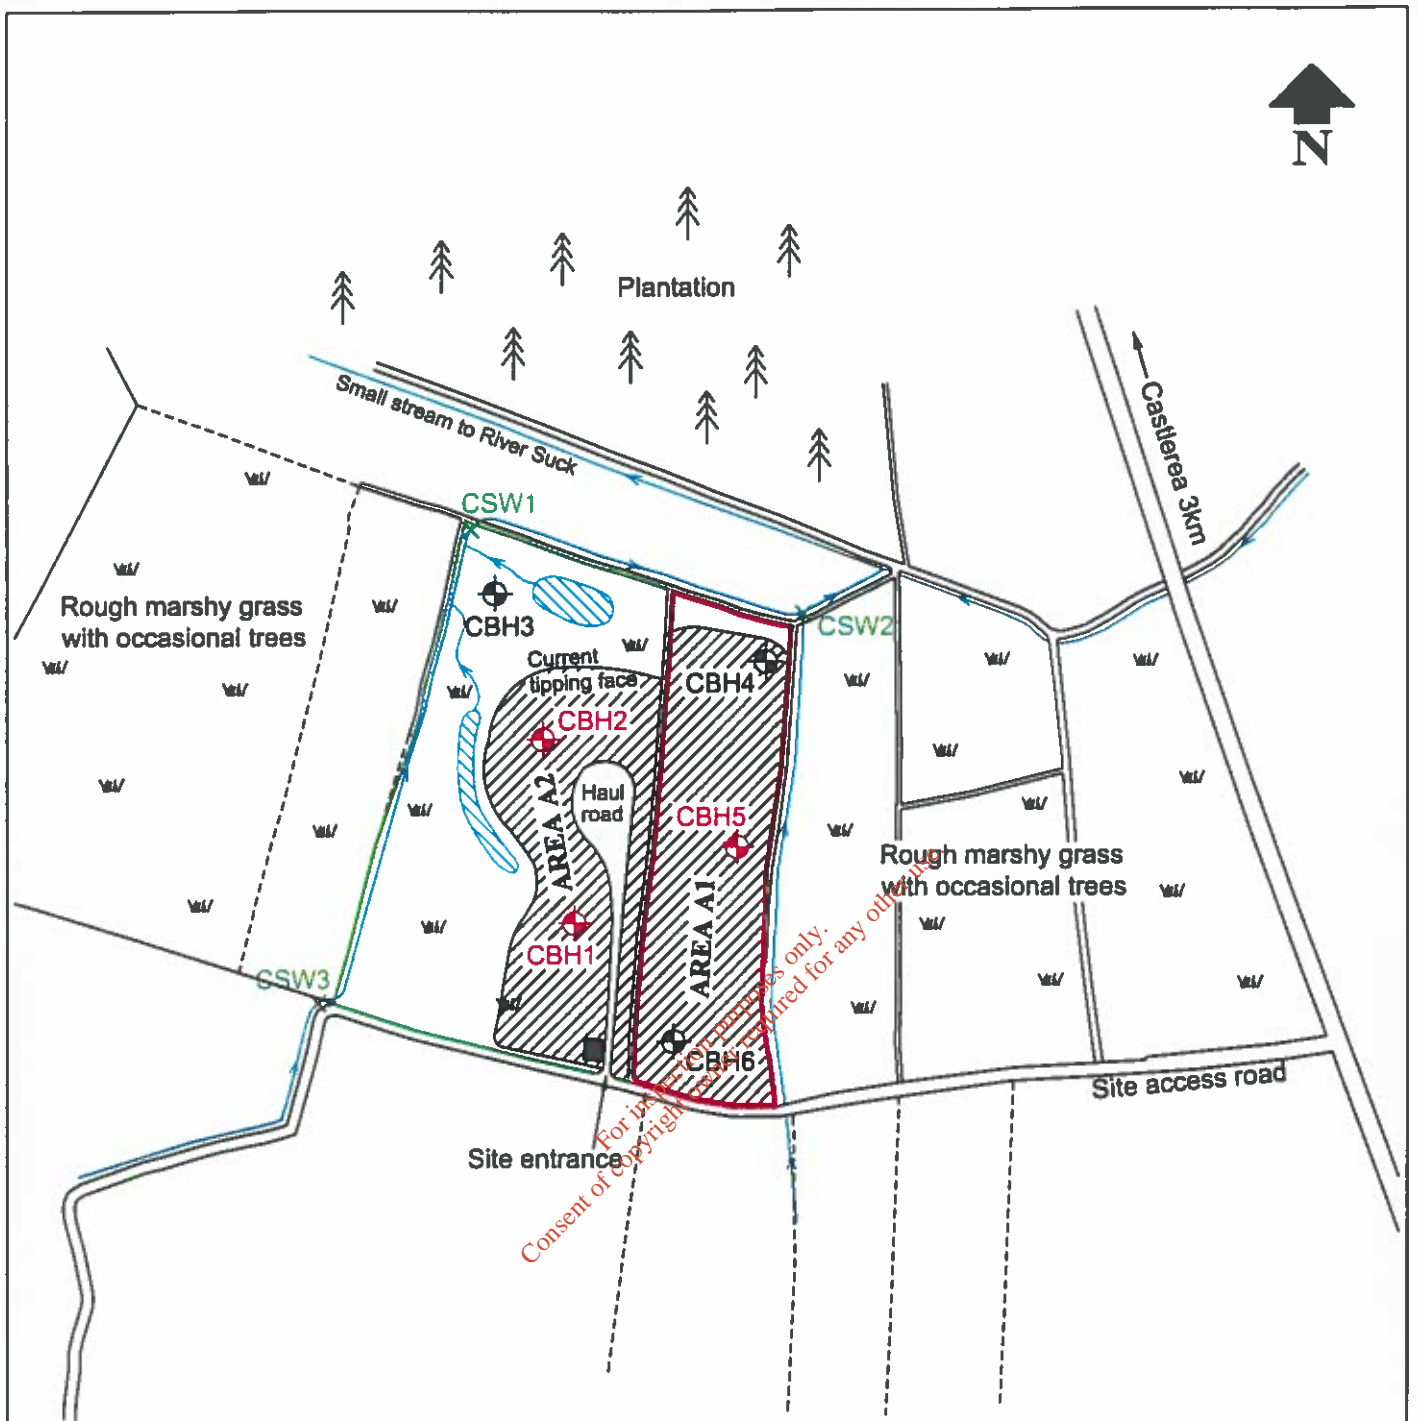 N
Plantation
Castlerea 3km
Small stream to River Suck
CSW1
Rough marshy grass
with occasional trees
CBH3
CSW2
Current
tipping face
CBH4
CBH2
AREA A2
Haul
road
CBH5
Rough marshy grass
with occasional trees
AREA A1
CBH1
CSW3
CBH6
Site access road
Site entrance
For inspection purposes only.
Consent of copyright owner required for any other use.